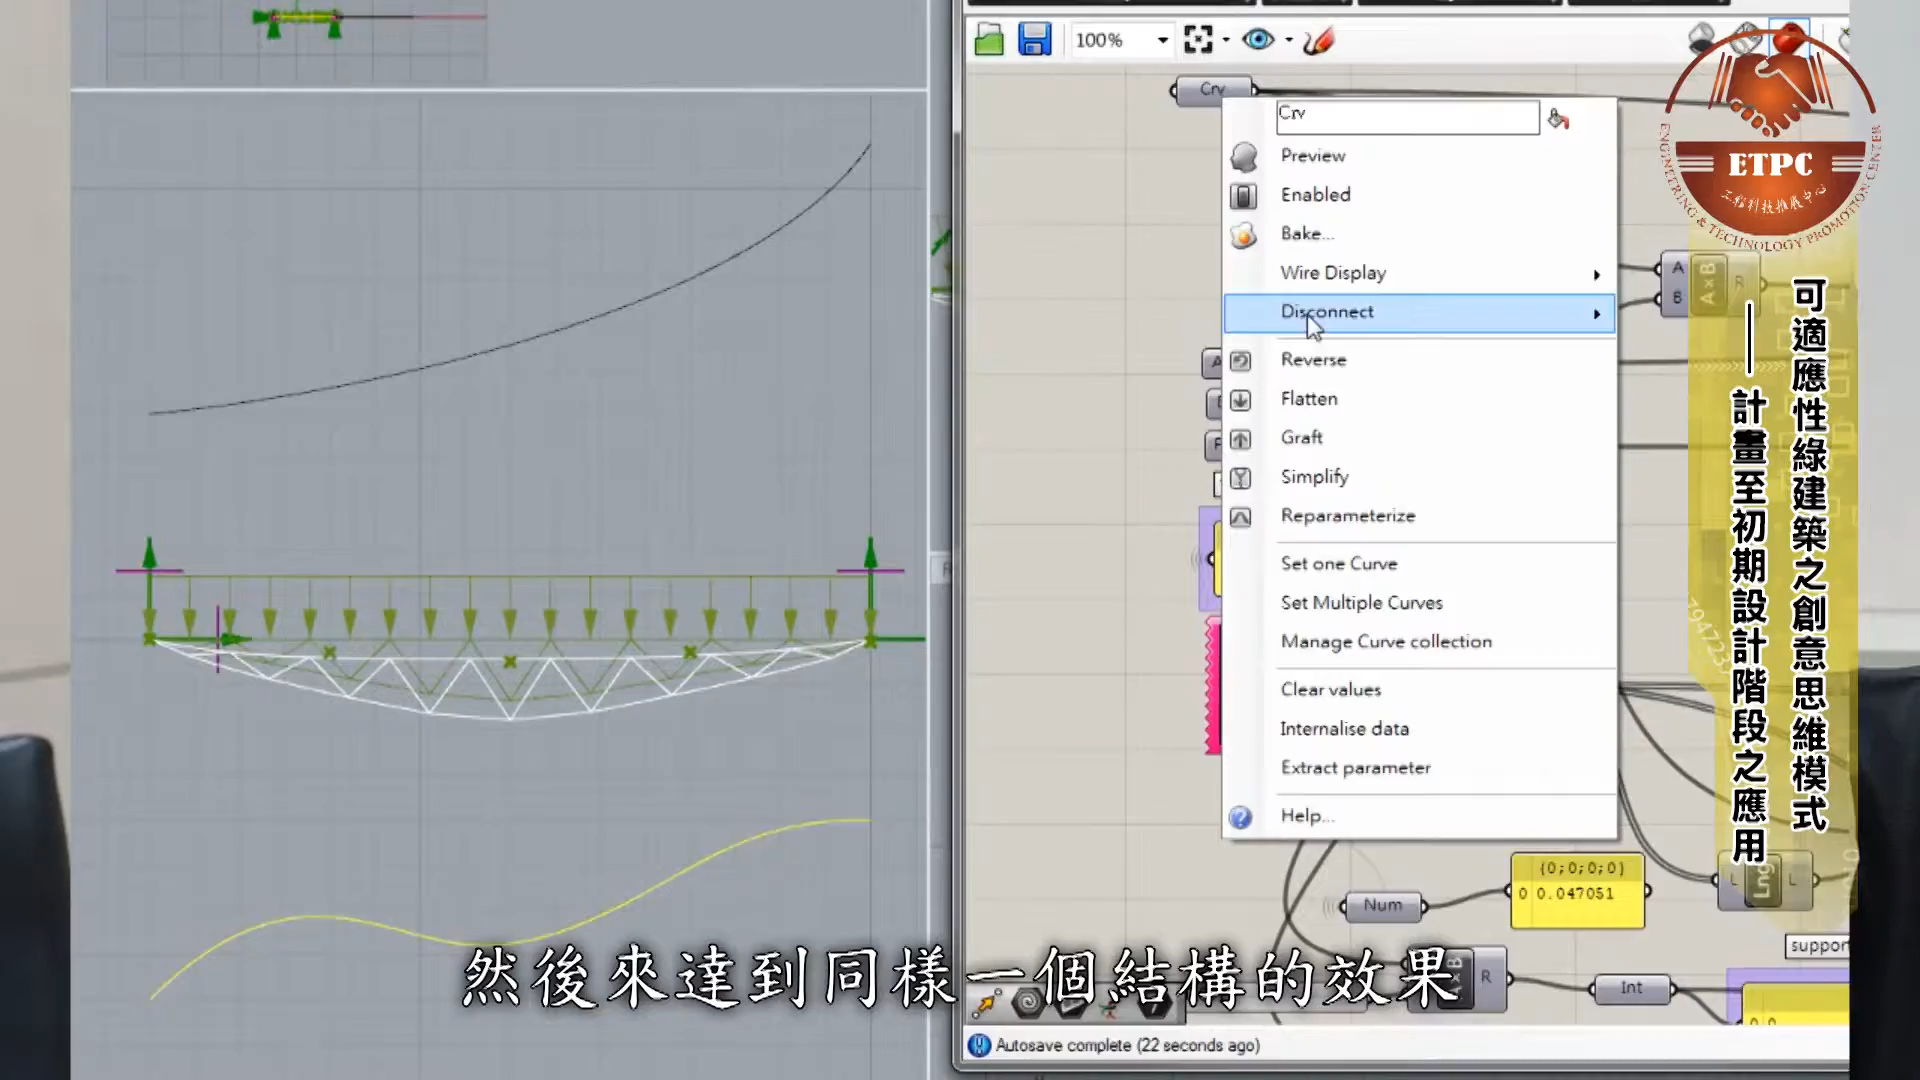 100%
Crv
Crv
Preview
Enabled
Bake...
Wire Display
Disconnect
Reverse
Flatten
Graft
Simplify
Reparameterize
Set one Curve
Set Multiple Curves
Manage Curve collection
Clear values
Internalise data
Extract parameter
Help...
A
B
A×B
R
{0;0;0;0}
0 0.047051
Num
L
Lng
L
R
Int
Autosave complete (22 seconds ago)
ETPC
工程科技推展中心
ENGINEERING & TECHNOLOGY PROMOTION CENTER
可適應性綠建築之創意思維模式
——計畫至初期設計階段之應用
然後來達到同樣一個結構的效果